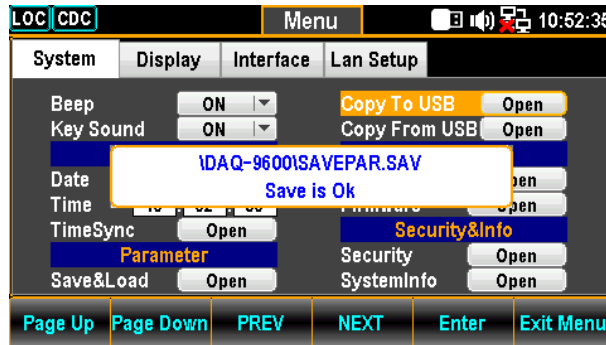 LOC CDC Menu 10:52:35
System Display Interface Lan Setup
Beep ON Copy To USB Open
Key Sound ON Copy From USB Open
\DAQ-9600\SAVEPAR.SAV
Save is Ok
Date
Time
TimeSync Open Security&Info
Parameter Security Open
Save&Load Open SystemInfo Open
Page Up Page Down PREV NEXT Enter Exit Menu